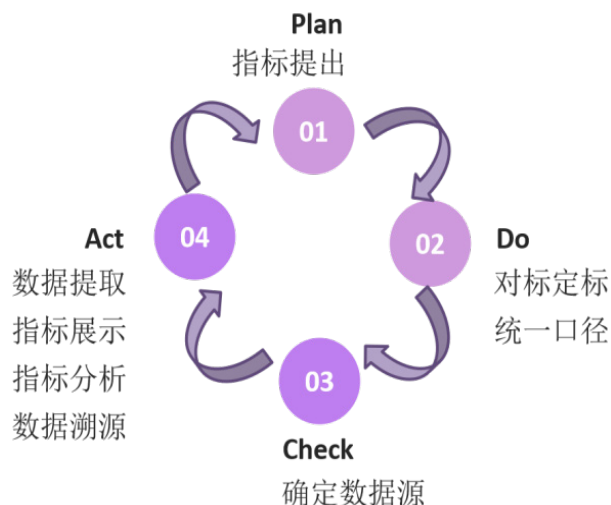 Plan
指标提出
01
02
Do
对标定标
统一口径
03
Check
确定数据源
04
Act
数据提取
指标展示
指标分析
数据溯源